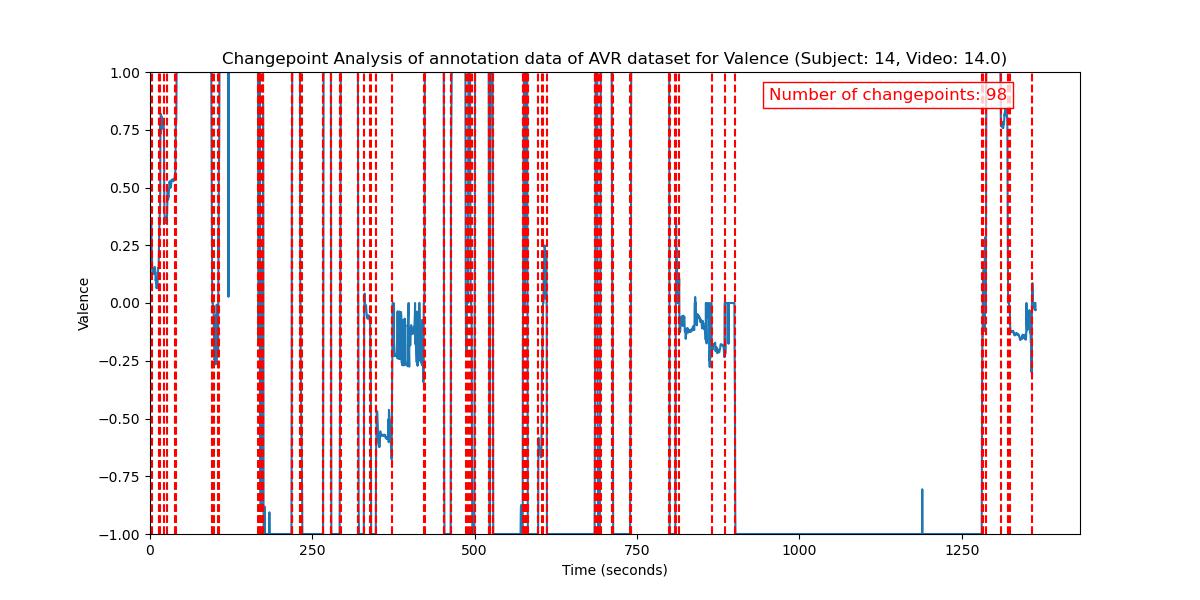 Changepoint Analysis of annotation data of AVR dataset for Valence (Subject: 14, Video: 14.0)
Number of changepoints: 98
1.00
0.75
0.50
0.25
0.00
−0.25
−0.50
−0.75
−1.00
Valence
0 250 500 750 1000 1250
Time (seconds)